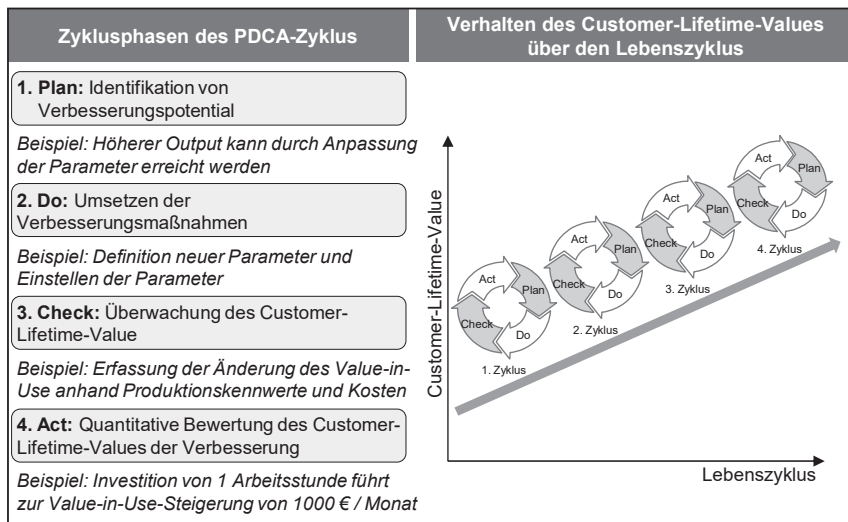 Zyklusphasen des PDCA-Zyklus
1. Plan: Identifikation von
Verbesserungspotential
Beispiel: Höherer Output kann durch Anpassung
der Parameter erreicht werden
2. Do: Umsetzen der
Verbesserungsmaßnahmen
Beispiel: Definition neuer Parameter und
Einstellen der Parameter
3. Check: Überwachung des Customer-
Lifetime-Value
Beispiel: Erfassung der Änderung des Value-in-
Use anhand Produktionskennwerte und Kosten
4. Act: Quantitative Bewertung des Customer-
Lifetime-Values der Verbesserung
Beispiel: Investition von 1 Arbeitsstunde führt
zur Value-in-Use-Steigerung von 1000 € / Monat
Verhalten des Customer-Lifetime-Values
über den Lebenszyklus
Customer-Lifetime-Value
Act
Plan
Check
Do
1. Zyklus
Act
Plan
Check
Do
2. Zyklus
Act
Plan
Check
Do
3. Zyklus
Act
Plan
Check
Do
4. Zyklus
Lebenszyklus